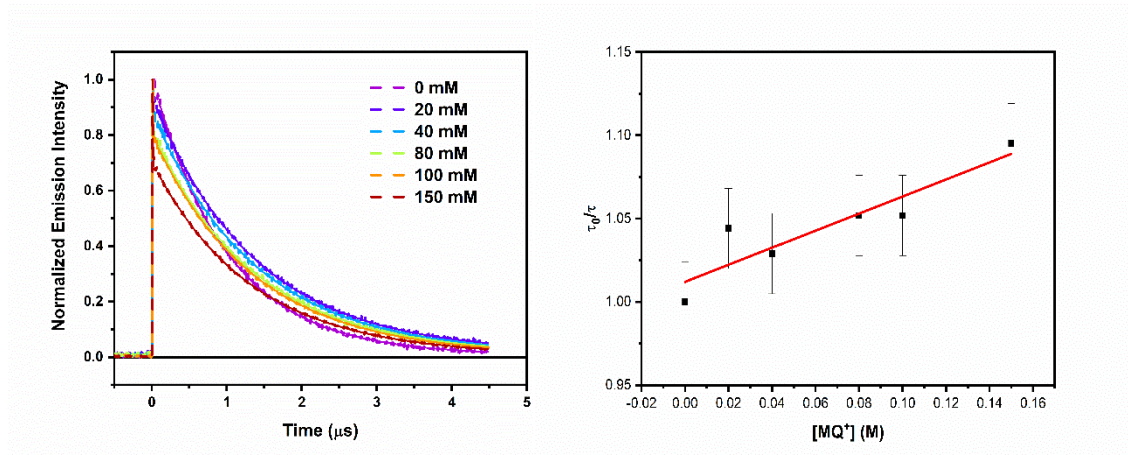 Normalized Emission Intensity
1.0
0.8
0.6
0.4
0.2
0.0
0 mM
20 mM
40 mM
80 mM
100 mM
150 mM
0
1
2
3
4
5
Time (μs)
τ₀/τ
1.15
1.10
1.05
1.00
0.95
-0.02
0.00
0.02
0.04
0.06
0.08
0.10
0.12
0.14
0.16
[MQ⁺] (M)